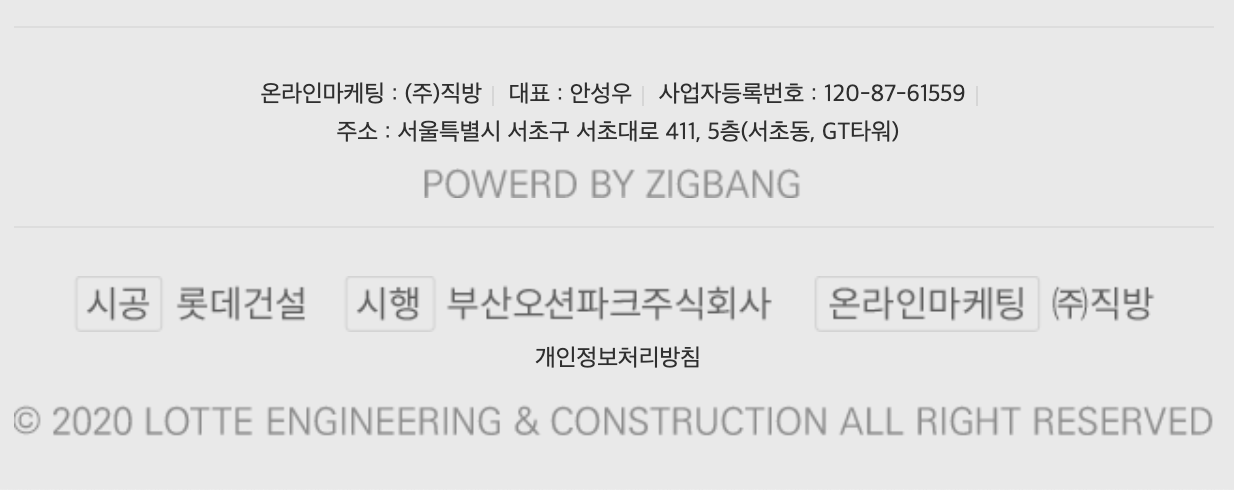 온라인마케팅 : (주)직방 대표 : 안성우 사업자등록번호 : 120-87-61559
주소 : 서울특별시 서초구 서초대로 411, 5층(서초동, GT타워)
POWERD BY ZIGBANG
시공 롯데건설 시행 부산오션파크주식회사 온라인마케팅 ㈜직방
개인정보처리방침
© 2020 LOTTE ENGINEERING & CONSTRUCTION ALL RIGHT RESERVED